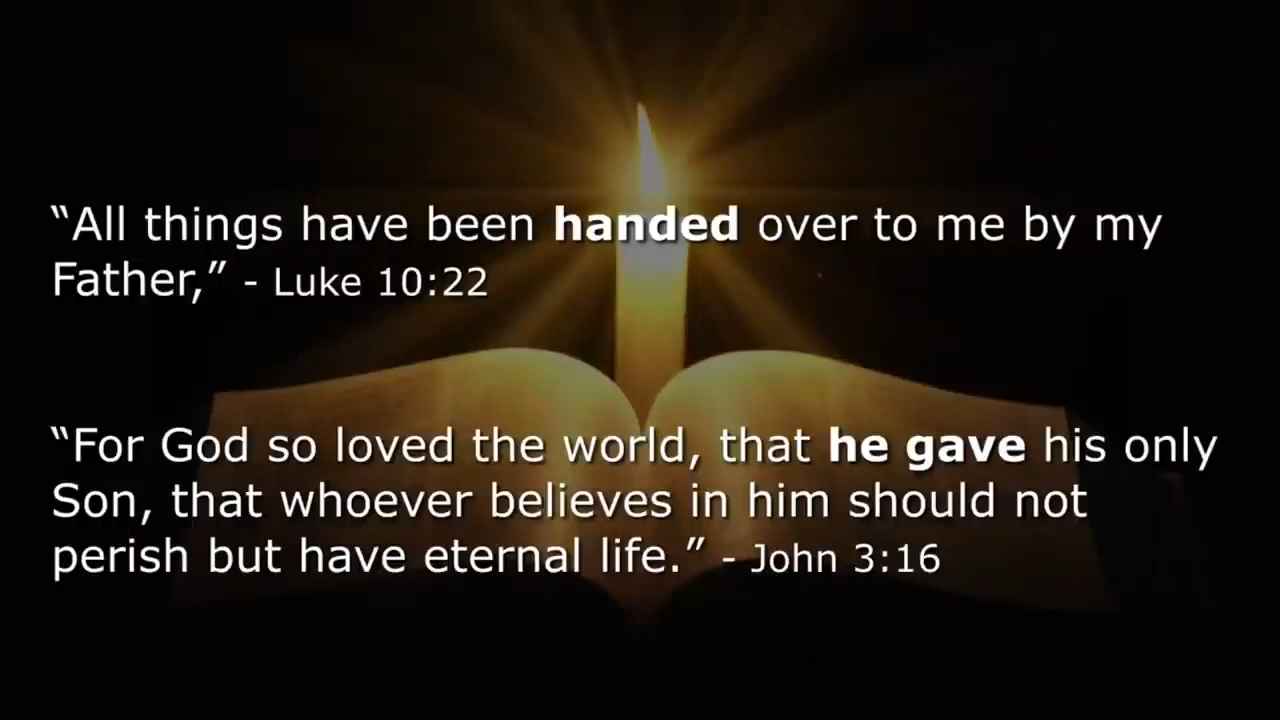 “All things have been handed over to me by my
Father,” - Luke 10:22
“For God so loved the world, that he gave his only
Son, that whoever believes in him should not
perish but have eternal life.” - John 3:16